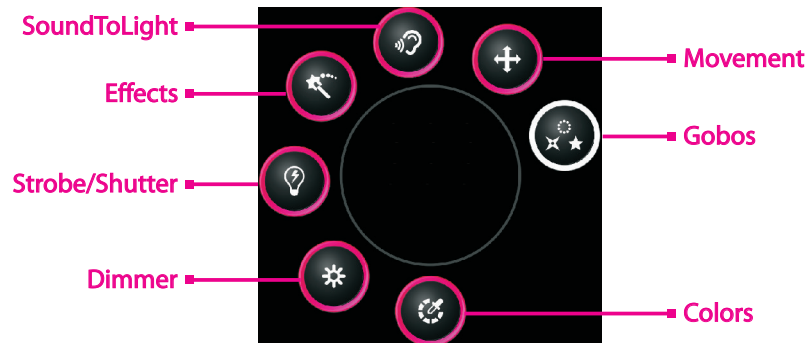 SoundToLight
Movement
Effects
Gobos
Strobe/Shutter
Dimmer
Colors